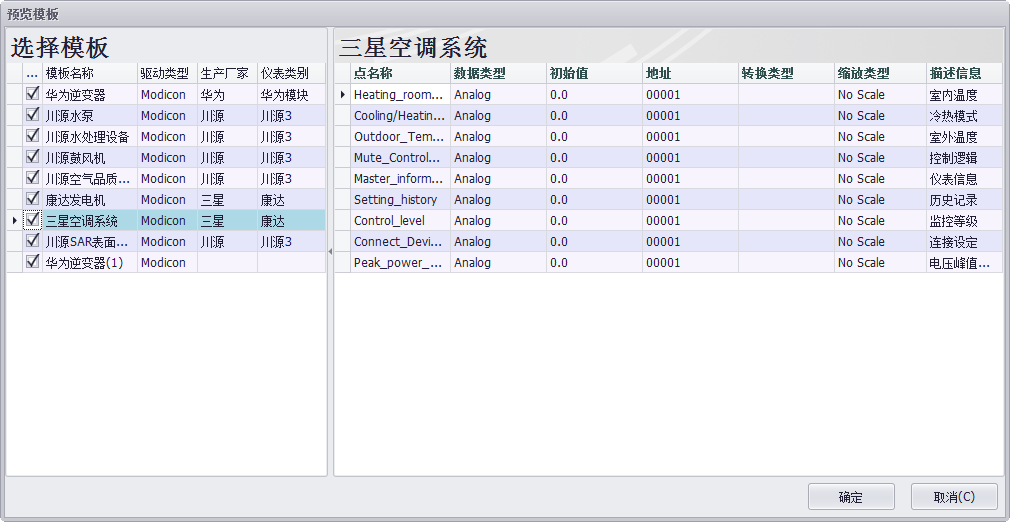 预览模板
选择模板
... 模板名称 驱动类型 生产厂家 仪表类别
华为逆变器 Modicon 华为 华为模块
川源水泵 Modicon 川源 川源3
川源水处理设备 Modicon 川源 川源3
川源鼓风机 Modicon 川源 川源3
川源空气品质... Modicon 川源 川源3
康达发电机 Modicon 三星 康达
三星空调系统 Modicon 三星 康达
川源SAR表面... Modicon 川源 川源3
华为逆变器(1) Modicon
三星空调系统
点名称 数据类型 初始值 地址 转换类型 缩放类型 描述信息
Heating_room... Analog 0.0 00001 No Scale 室内温度
Cooling/Heatin... Analog 0.0 00001 No Scale 冷热模式
Outdoor_Tem... Analog 0.0 00001 No Scale 室外温度
Mute_Control... Analog 0.0 00001 No Scale 控制逻辑
Master_inform... Analog 0.0 00001 No Scale 仪表信息
Setting_history Analog 0.0 00001 No Scale 历史记录
Control_level Analog 0.0 00001 No Scale 监控等级
Connect_Devi... Analog 0.0 00001 No Scale 连接设定
Peak_power_... Analog 0.0 00001 No Scale 电压峰值...
确定 取消(C)